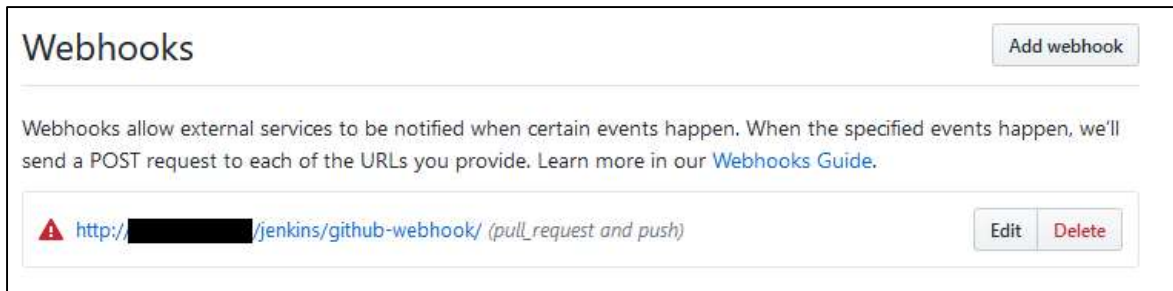 Webhooks
Add webhook
Webhooks allow external services to be notified when certain events happen. When the specified events happen, we'll
send a POST request to each of the URLs you provide. Learn more in our Webhooks Guide.
http:// /jenkins/github-webhook/ (pull_request and push)
Edit
Delete